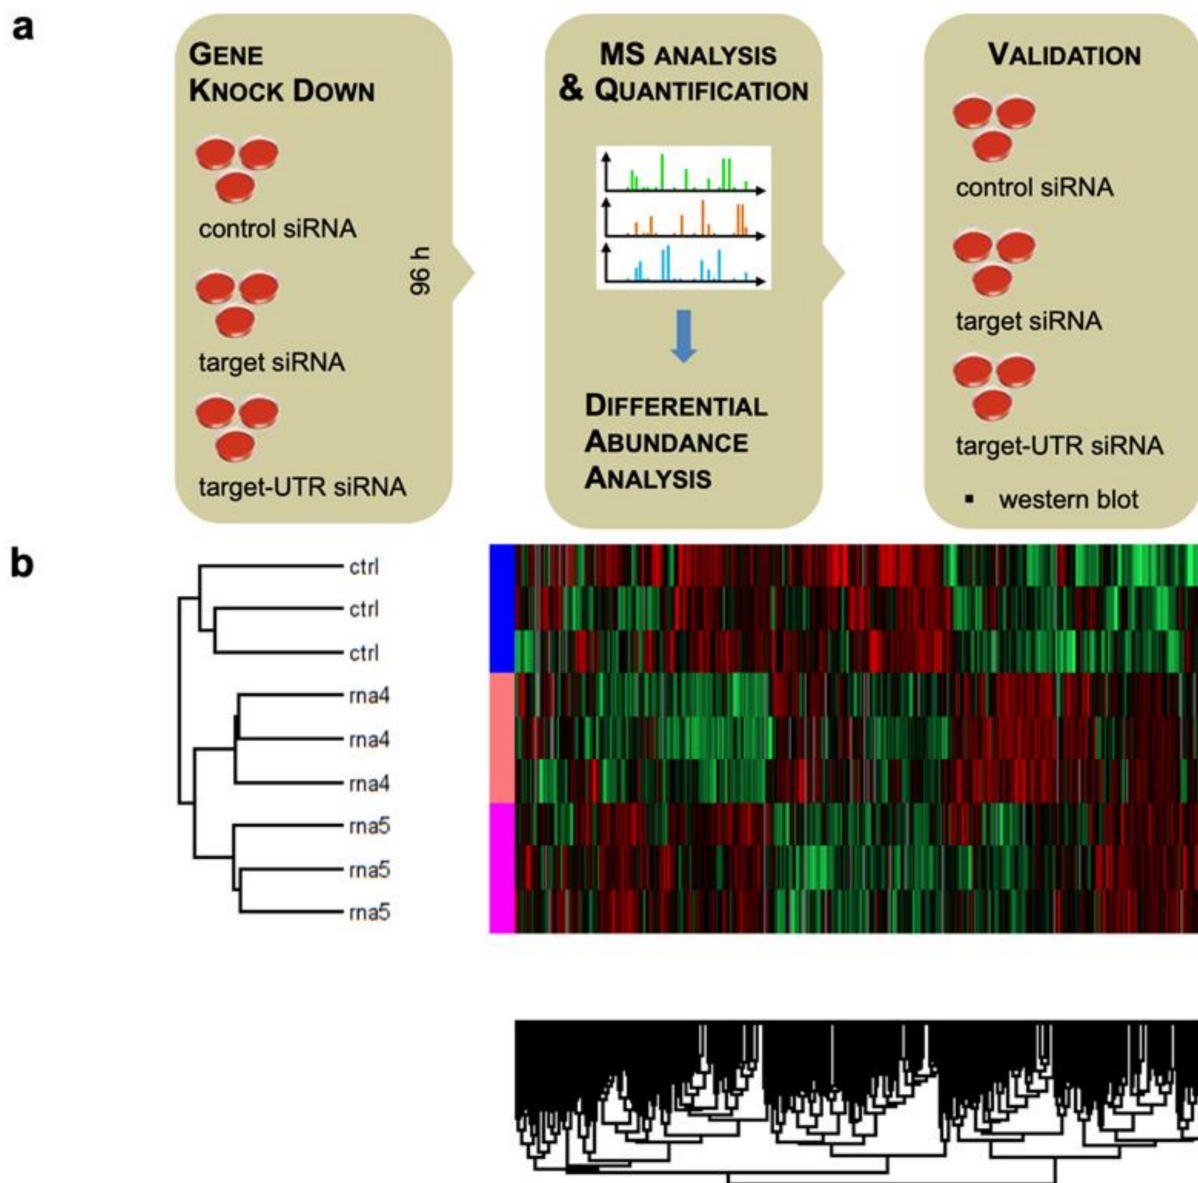 a
GENE
KNOCK DOWN
control siRNA
target siRNA
target-UTR siRNA
96 h
MS ANALYSIS
& QUANTIFICATION
DIFFERENTIAL
ABUNDANCE
ANALYSIS
VALIDATION
control siRNA
target siRNA
target-UTR siRNA
▪ western blot
b
ctrl
ctrl
ctrl
rna4
rna4
rna4
rna5
rna5
rna5